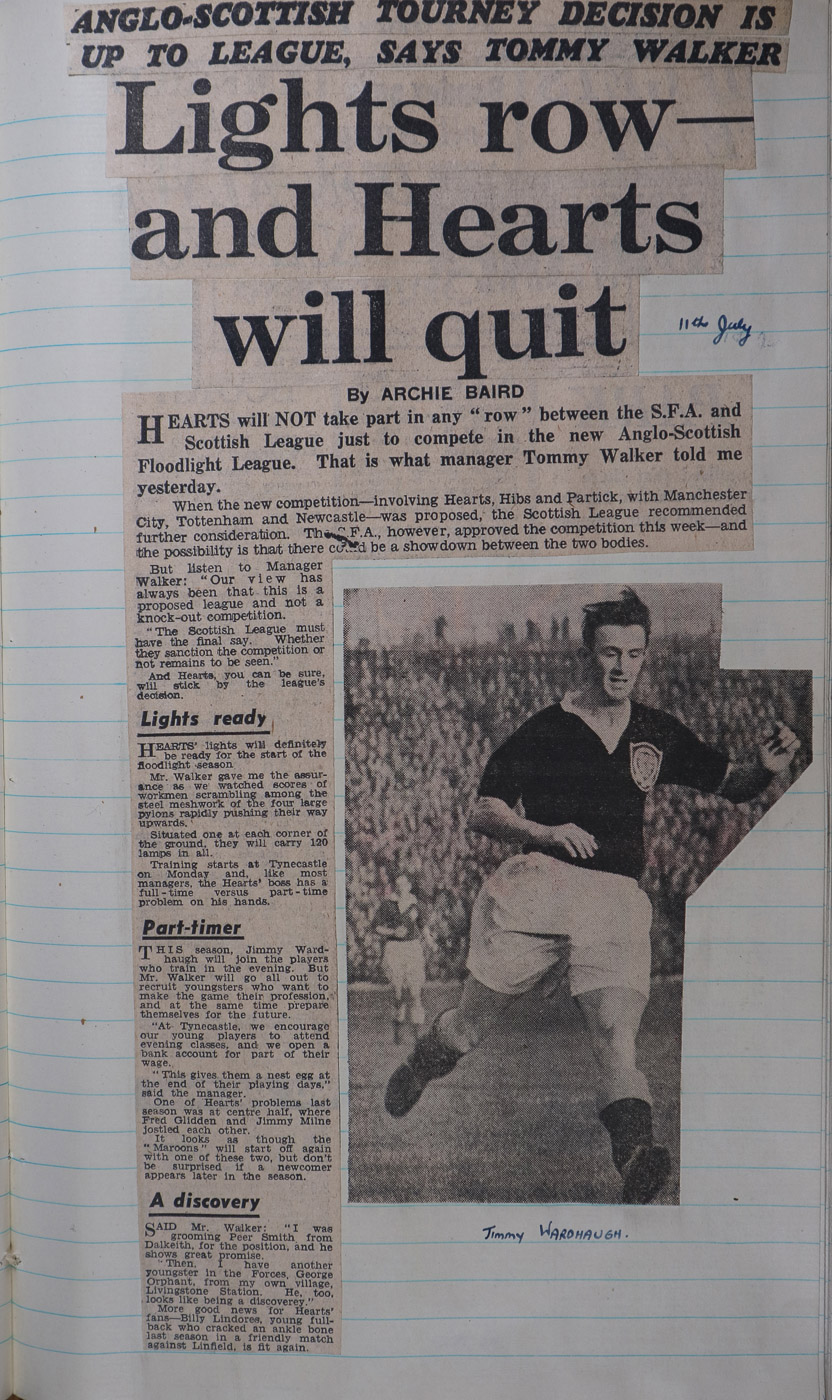 ANGLO-SCOTTISH TOURNEY DECISION IS
UP TO LEAGUE, SAYS TOMMY WALKER
Lights row—
and Hearts
will quit
11th July
By ARCHIE BAIRD
HEARTS will NOT take part in any "row" between the S.F.A. and
Scottish League just to compete in the new Anglo-Scottish
Floodlight League. That is what manager Tommy Walker told me
yesterday.
When the new competition—involving Hearts, Hibs and Partick, with Manchester
City, Tottenham and Newcastle—was proposed, the Scottish League recommended
further consideration. The S.F.A., however, approved the competition this week—and
the possibility is that there could be a showdown between the two bodies.
But listen to Manager
Walker: "Our view has
always been that this is a
proposed league and not a
knock-out competition.
"The Scottish League must
have the final say. Whether
they sanction the competition or
not remains to be seen."
And Hearts, you can be sure,
will stick by the league's
decision.
Lights ready
HEARTS' lights will definitely
be ready for the start of the
floodlight season
Mr. Walker gave me the assur-
ance as we watched scores of
workmen scrambling among the
steel meshwork of the four large
pylons rapidly pushing their way
upwards.
Situated one at each corner of
the ground, they will carry 120
lamps in all.
Training starts at Tynecastle
on Monday and, like most
managers, the Hearts' boss has a
full-time versus part-time
problem on his hands.
Part-timer
THIS season, Jimmy Ward-
haugh will join the players
who train in the evening. But
Mr. Walker will go all out to
recruit youngsters who want to
make the game their profession,
and at the same time prepare
themselves for the future.
"At Tynecastle, we encourage
our young players to attend
evening classes, and we open a
bank account for part of their
wage.
"This gives them a nest egg at
the end of their playing days,"
said the manager.
One of Hearts' problems last
season was at centre half, where
Fred Glidden and Jimmy Milne
jostled each other.
It looks as though the
"Maroons" will start off again
with one of these two, but don't
be surprised if a newcomer
appears later in the season.
A discovery
SAID Mr. Walker: "I was
grooming Peer Smith from
Dalkeith, for the position, and he
shows great promise.
"Then, I have another
youngster in the Forces, George
Orphant, from my own village,
Livingstone Station. He, too,
looks like being a discoverey."
More good news for Hearts'
fans—Billy Lindores, young full-
back who cracked an ankle bone
last season in a friendly match
against Linfield, is fit again.
Jimmy WARDHAUGH.